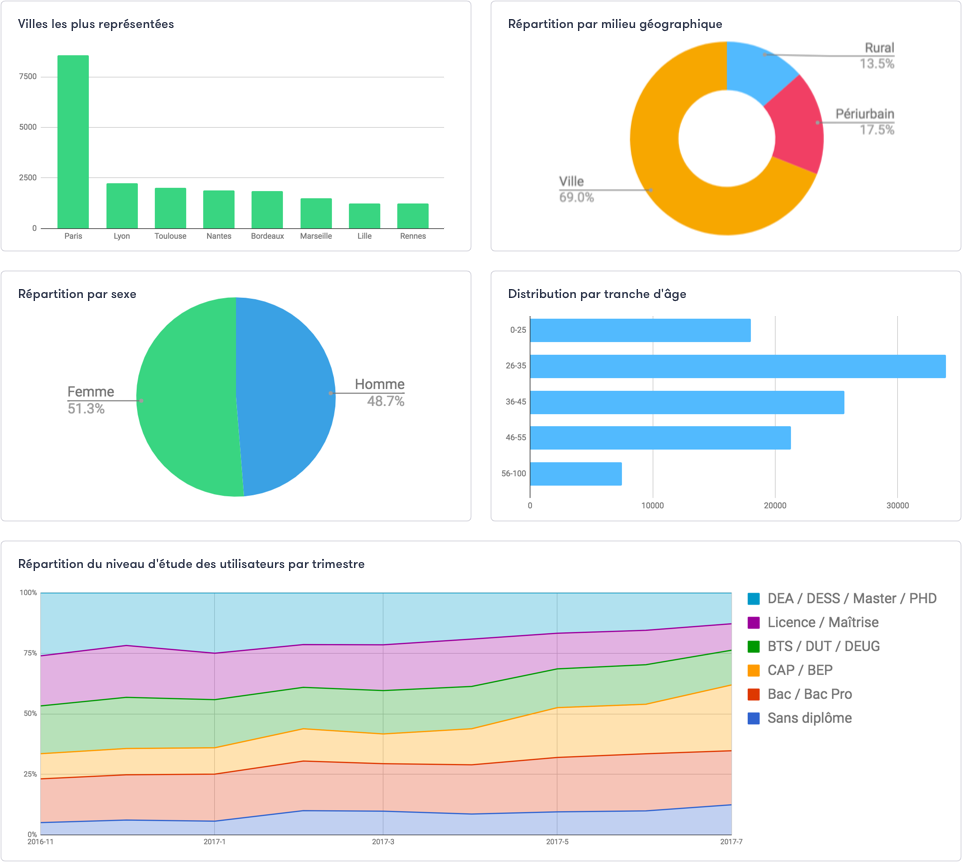 Villes les plus représentées
7500
5000
2500
0
Paris
Lyon
Toulouse
Nantes
Bordeaux
Marseille
Lille
Rennes
Répartition par milieu géographique
Rural
13.5%
Périurbain
17.5%
Ville
69.0%
Répartition par sexe
Femme
51.3%
Homme
48.7%
Distribution par tranche d'âge
0-25
26-35
36-45
46-55
56-100
0
10000
20000
30000
Répartition du niveau d'étude des utilisateurs par trimestre
100%
75%
50%
25%
0%
2016-11
2017-1
2017-3
2017-5
2017-7
DEA / DESS / Master / PHD
Licence / Maîtrise
BTS / DUT / DEUG
CAP / BEP
Bac / Bac Pro
Sans diplôme